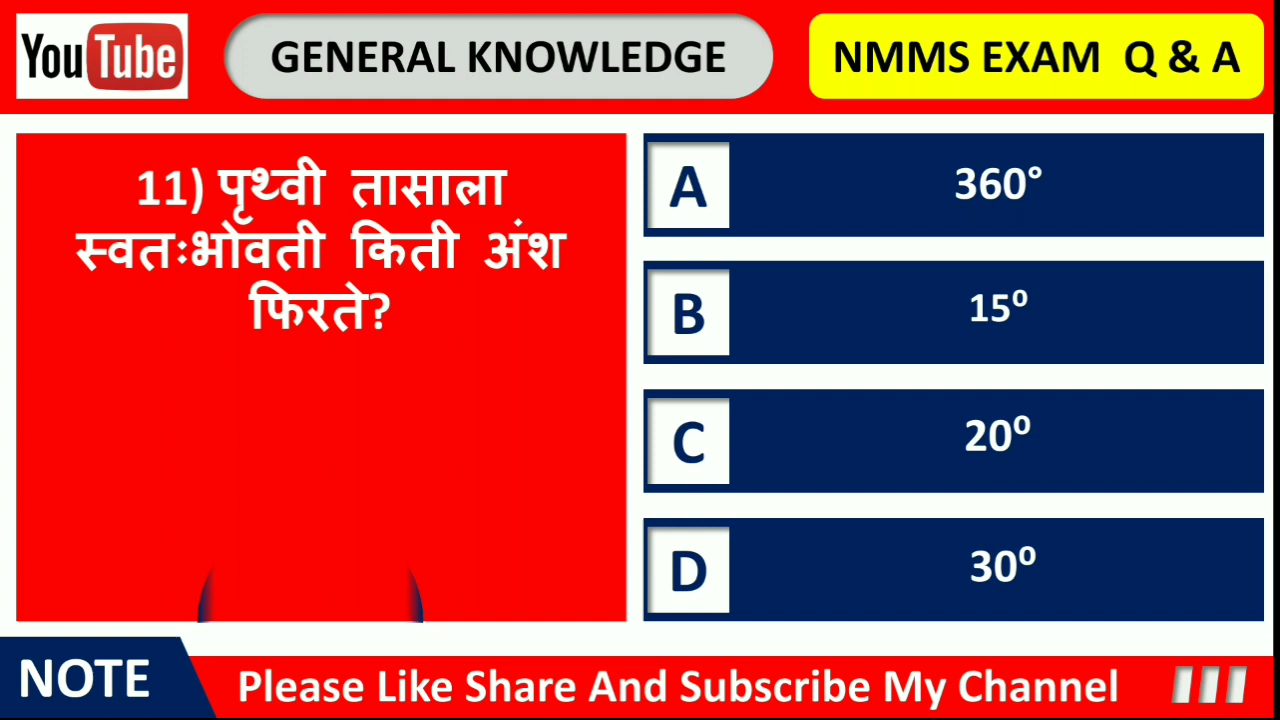 YouTube
GENERAL KNOWLEDGE
NMMS EXAM Q & A
11) पृथ्वी तासाला
स्वतःभोवती किती अंश
फिरते?
A
360°
B
15⁰
C
20⁰
D
30⁰
NOTE
Please Like Share And Subscribe My Channel